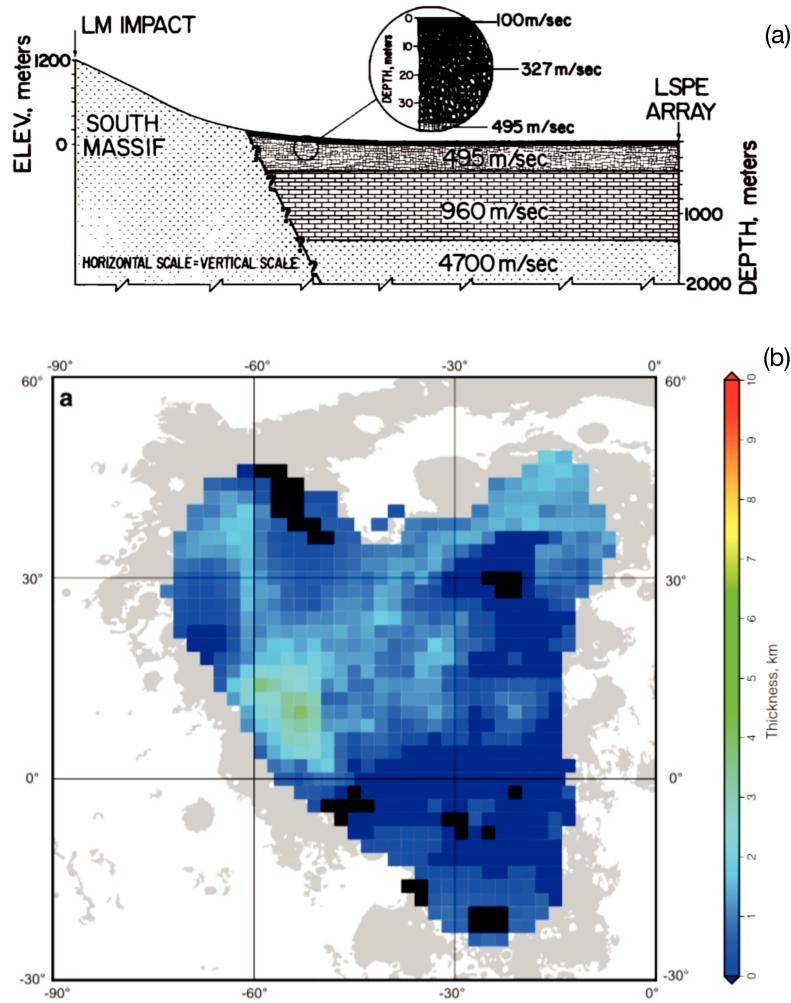 (a)
LM IMPACT
ELEV., meters
1200
0
SOUTH
MASSIF
DEPTH, meters
0
10
20
30
100m/sec
327 m/sec
495 m/sec
LSPE
ARRAY
495 m/sec
960 m/sec
4700 m/sec
1000
2000
DEPTH, meters
HORIZONTAL SCALE=VERTICAL SCALE
? ? ? ? ? ?
(b)
-90° -60° -30° 0°
60° 60°
a
30° 30°
0° 0°
-30° -30°
-90° -60° -30° 0°
10
9
8
7
6
5
4
3
2
1
0
Thickness, km